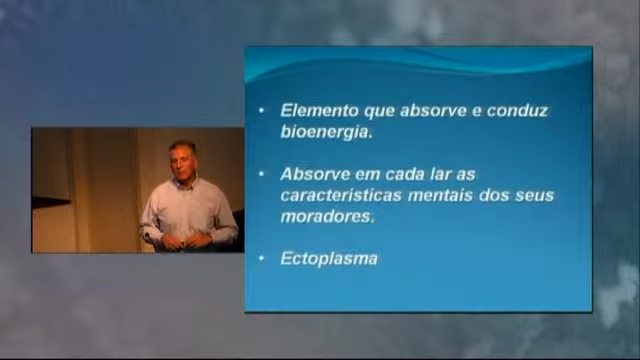 • Elemento que absorve e conduz
bioenergia.
• Absorve em cada lar as
características mentais dos seus
moradores.
• Ectoplasma